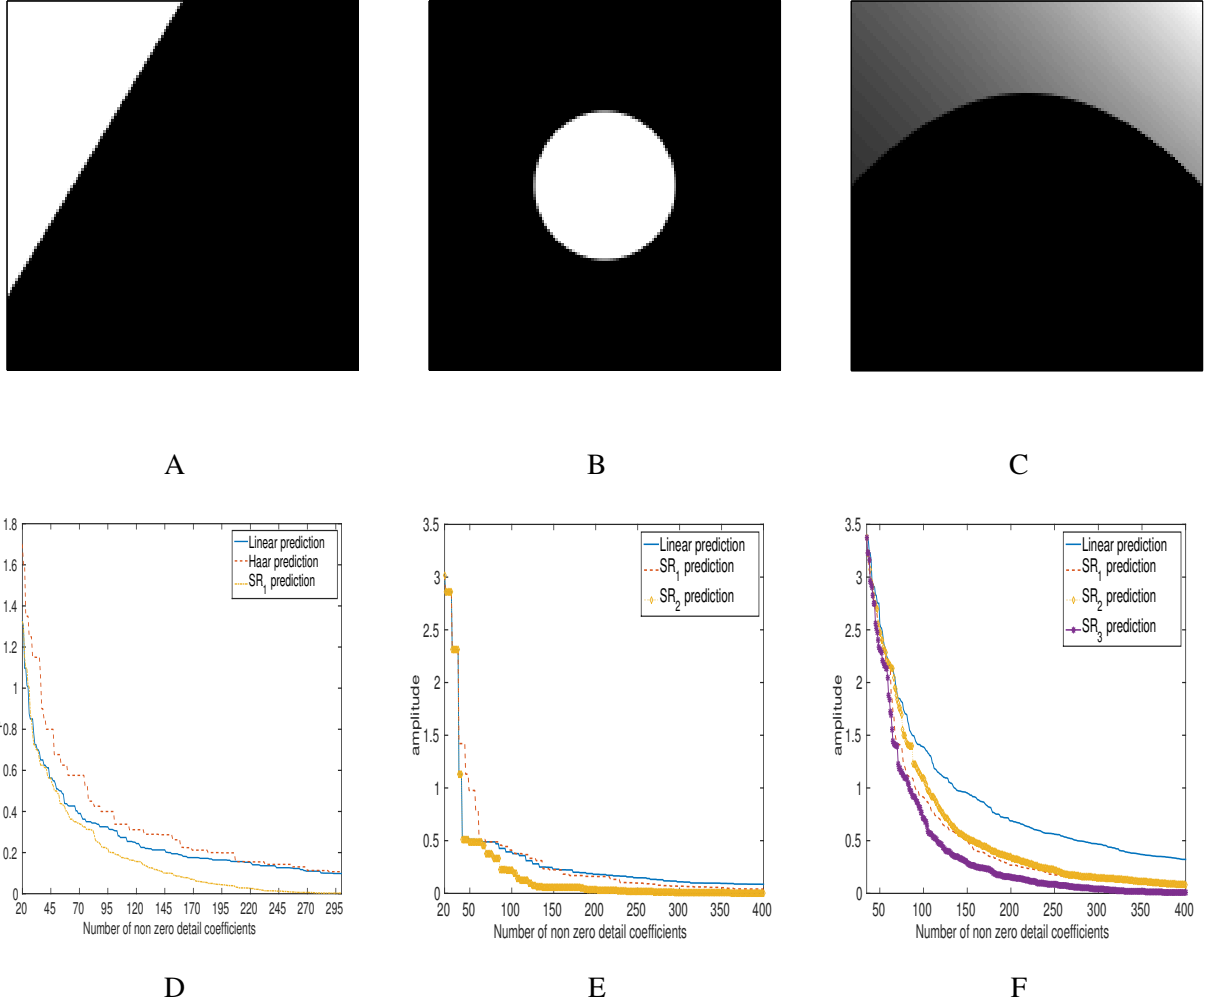 A B C
1.8
1.6
1.4
1.2
1
0.8
0.6
0.4
0.2
0
20 45 70 95 120 145 170 195 220 245 270 295
Number of non zero detail coefficients
Linear prediction
Haar prediction
SR1 prediction
D
3.5
3
2.5
2
1.5
1
0.5
0
amplitude
20 50 100 150 200 250 300 350 400
Number of non zero detail coefficients
Linear prediction
SR1 prediction
SR2 prediction
E
3.5
3
2.5
2
1.5
1
0.5
0
amplitude
50 100 150 200 250 300 350 400
Number of non zero detail coefficients
Linear prediction
SR1 prediction
SR2 prediction
SR3 prediction
F